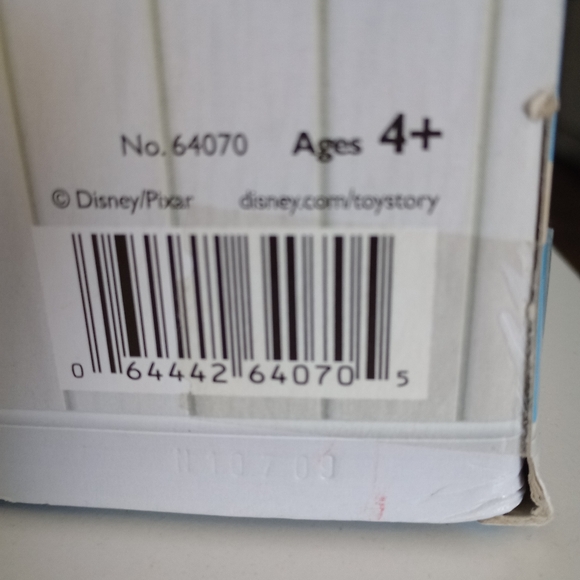 No. 64070 Ages 4+
© Disney/Pixar disney.com/toystory
0 64442 64070 5